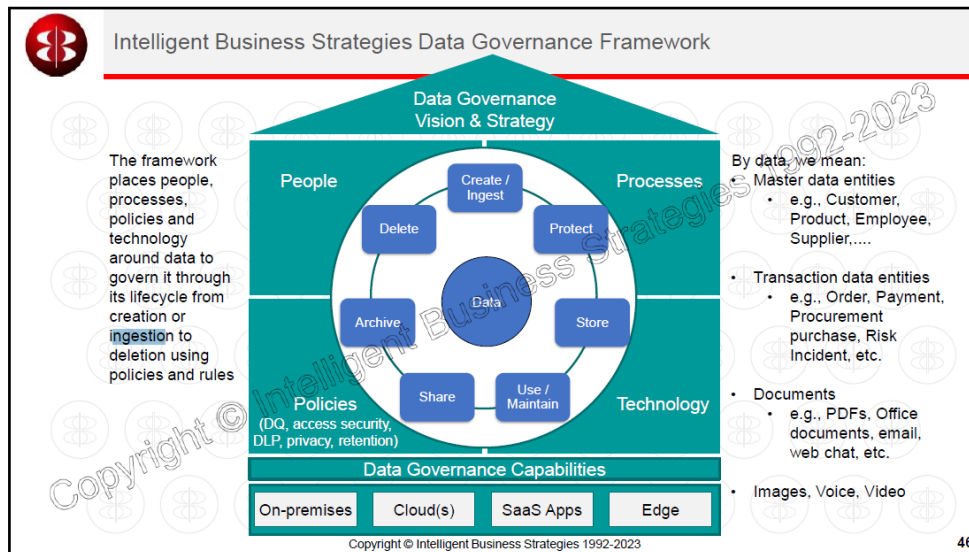 Intelligent Business Strategies Data Governance Framework
Data Governance
Vision & Strategy
The framework
places people,
processes,
policies and
technology
around data to
govern it through
its lifecycle from
creation or
ingestion to
deletion using
policies and rules
People
Processes
Create /
Ingest
Delete
Protect
Data
Archive
Store
Share
Use /
Maintain
Policies
(DQ, access security,
DLP, privacy, retention)
Technology
Data Governance Capabilities
On-premises
Cloud(s)
SaaS Apps
Edge
By data, we mean:
• Master data entities
• e.g., Customer,
Product, Employee,
Supplier,....
• Transaction data entities
• e.g., Order, Payment,
Procurement
purchase, Risk
Incident, etc.
• Documents
• e.g., PDFs, Office
documents, email,
web chat, etc.
• Images, Voice, Video
Copyright © Intelligent Business Strategies 1992-2023
Copyright © Intelligent Business Strategies 1992-2023
46